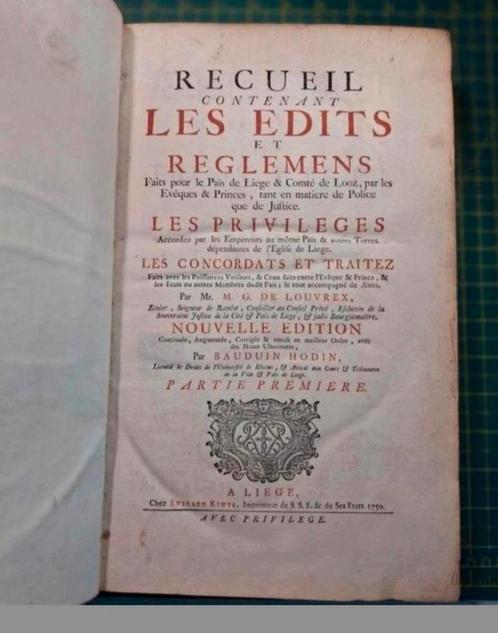 RECUEIL
CONTENANT
LES EDITS
ET
REGLEMENS
Faits pour le Païs de Liege & Comté de Looz, par les
Evêques & Princes, tant en matiere de Police
que de Justice.
LES PRIVILEGES
Accordez par les Empereurs au même Païs & autres Terres
dépendantes de l'Eglise de Liege.
LES CONCORDATS ET TRAITEZ
Faits avec les Puissances Voisines, & Ceux faits entre l'Evêque & Prince, &
les Etats ou autres Membres dudit Païs; le tout accompagné de Notes.
Par Mr. M. G. DE LOUVREX,
Ecuier, Seigneur de Ramlot, Conseiller au Conseil Privé, Eschevin de la
Souveraine Justice de la Cité & Païs de Liége, & jadis Bourguemaitre.
NOUVELLE EDITION
Continuée, Augmentée, Corrigée & remise en meilleur Ordre, avec
des Notes Ulterieures,
Par BAUDUIN HODIN,
Licentié és Droits de l'Université de Rheims, & Avocat aux Cours & Tribunaux
de la Ville & Païs de Liege.
PARTIE PREMIERE.
A LIEGE,
Chez EVERARD KINTS, Imprimeur de S. S. E. & de Ses Etats 1750.
AVEC PRIVILEGE.